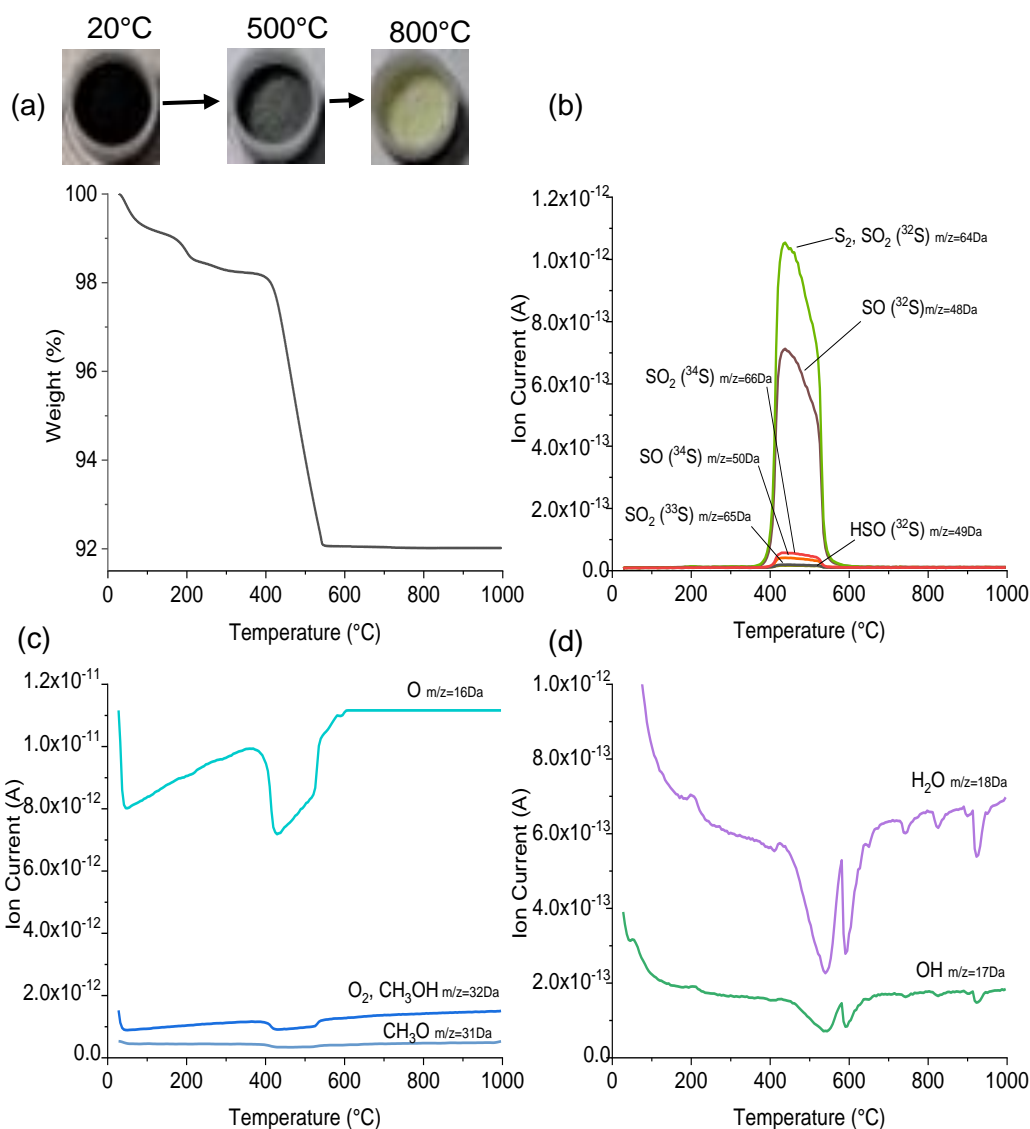 20°C 500°C 800°C
(a)
100
98
96
94
92
Weight (%)
0 200 400 600 800 1000
Temperature (°C)
(b)
1.2x10⁻¹²
1.0x10⁻¹²
8.0x10⁻¹³
6.0x10⁻¹³
4.0x10⁻¹³
2.0x10⁻¹³
0.0
Ion Current (A)
S₂, SO₂ (³²S) m/z=64Da
SO (³²S)m/z=48Da
SO₂ (³⁴S) m/z=66Da
SO (³⁴S) m/z=50Da
SO₂ (³³S) m/z=65Da
HSO (³²S) m/z=49Da
0 200 400 600 800 1000
Temperature (°C)
(c)
1.2x10⁻¹¹
1.0x10⁻¹¹
8.0x10⁻¹²
6.0x10⁻¹²
4.0x10⁻¹²
2.0x10⁻¹²
0.0
Ion Current (A)
O m/z=16Da
O₂, CH₃OH m/z=32Da
CH₃O m/z=31Da
0 200 400 600 800 1000
Temperature (°C)
(d)
1.0x10⁻¹²
8.0x10⁻¹³
6.0x10⁻¹³
4.0x10⁻¹³
2.0x10⁻¹³
0.0
Ion Current (A)
H₂O m/z=18Da
OH m/z=17Da
0 200 400 600 800 1000
Temperature (°C)